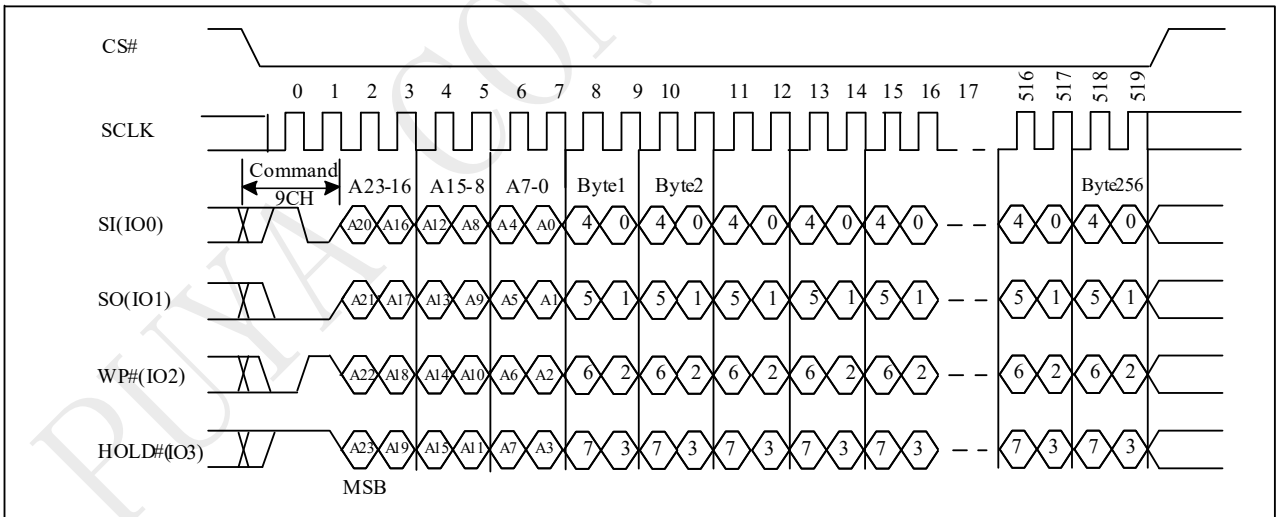 CS#
0 1 2 3 4 5 6 7 8 9 10 11 12 13 14 15 16 17 516 517 518 519
SCLK
Command
9CH
A23-16 A15-8 A7-0 Byte1 Byte2 Byte256
SI(IO0) A20 A16 A12 A8 A4 A0 4 0 4 0 4 0 4 0 4 0 4 0 4 0
SO(IO1) A21 A17 A13 A9 A5 A1 5 1 5 1 5 1 5 1 5 1 5 1 5 1
WP#(IO2) A22 A18 A14 A10 A6 A2 6 2 6 2 6 2 6 2 6 2 6 2 6 2
HOLD#(IO3) A23 A19 A15 A11 A7 A3 7 3 7 3 7 3 7 3 7 3 7 3 7 3
MSB
PUYA CON